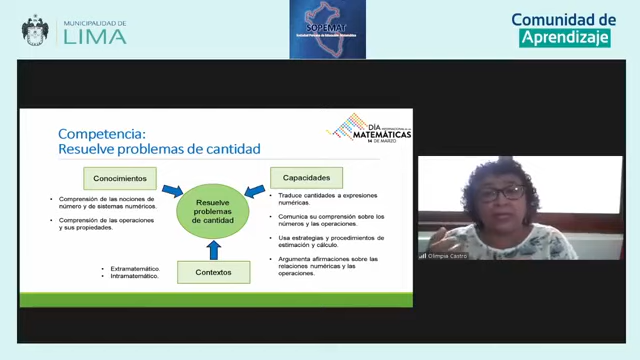 MUNICIPALIDAD DE
LIMA
SOPEMAT
Comunidad de
Aprendizaje
Competencia:
Resuelve problemas de cantidad
DÍA
MATEMÁTICAS
14 DE MARZO
Conocimientos
• Comprensión de las nociones de
número y de sistemas numéricos.
• Comprensión de las operaciones
y sus propiedades.
Resuelve
problemas
de cantidad
Capacidades
• Traduce cantidades a expresiones
numéricas.
• Comunica su comprensión sobre los
números y las operaciones.
• Usa estrategias y procedimientos de
estimación y cálculo.
• Argumenta afirmaciones sobre las
relaciones numéricas y las
operaciones.
• Extramatemático.
• Intramatemático.
Contextos
Olimpia Castro